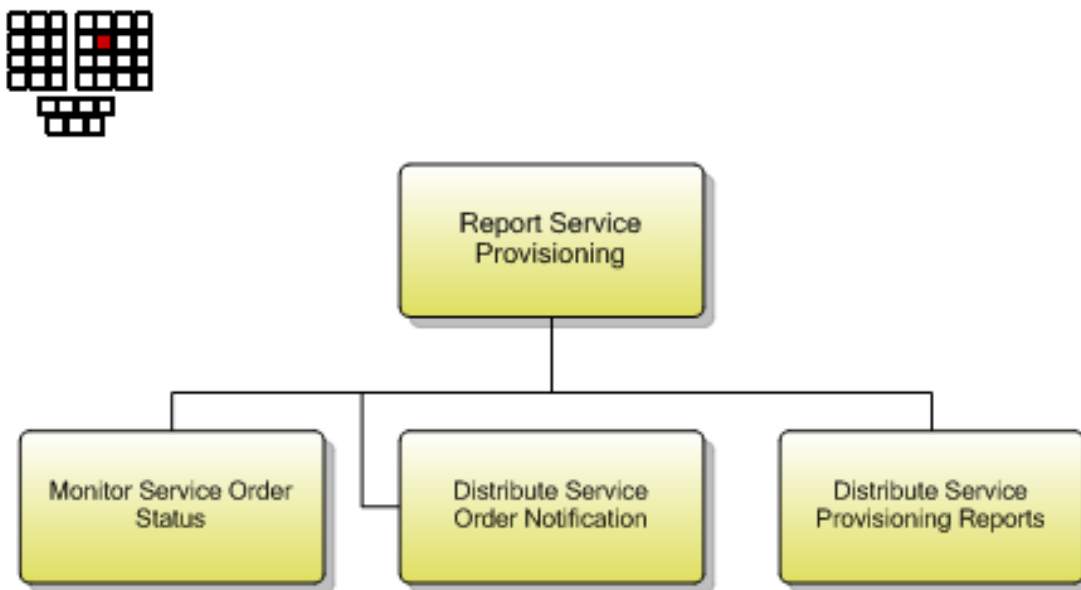 Report Service
Provisioning
Monitor Service Order
Status
Distribute Service
Order Notification
Distribute Service
Provisioning Reports